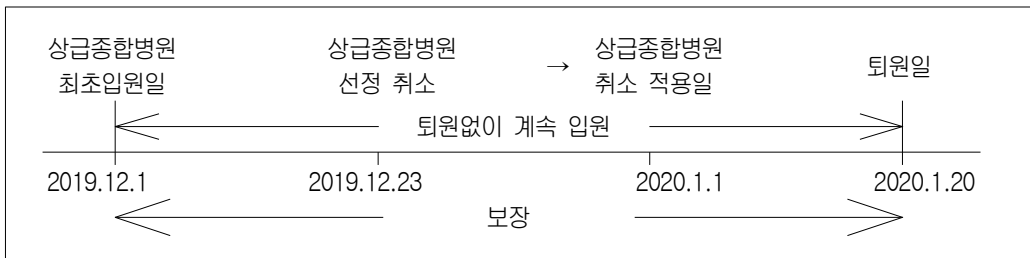 상급종합병원 상급종합병원 → 상급종합병원 퇴원일
최초입원일 선정 취소 취소 적용일
퇴원없이 계속 입원
2019.12.1 2019.12.23 2020.1.1 2020.1.20
보장